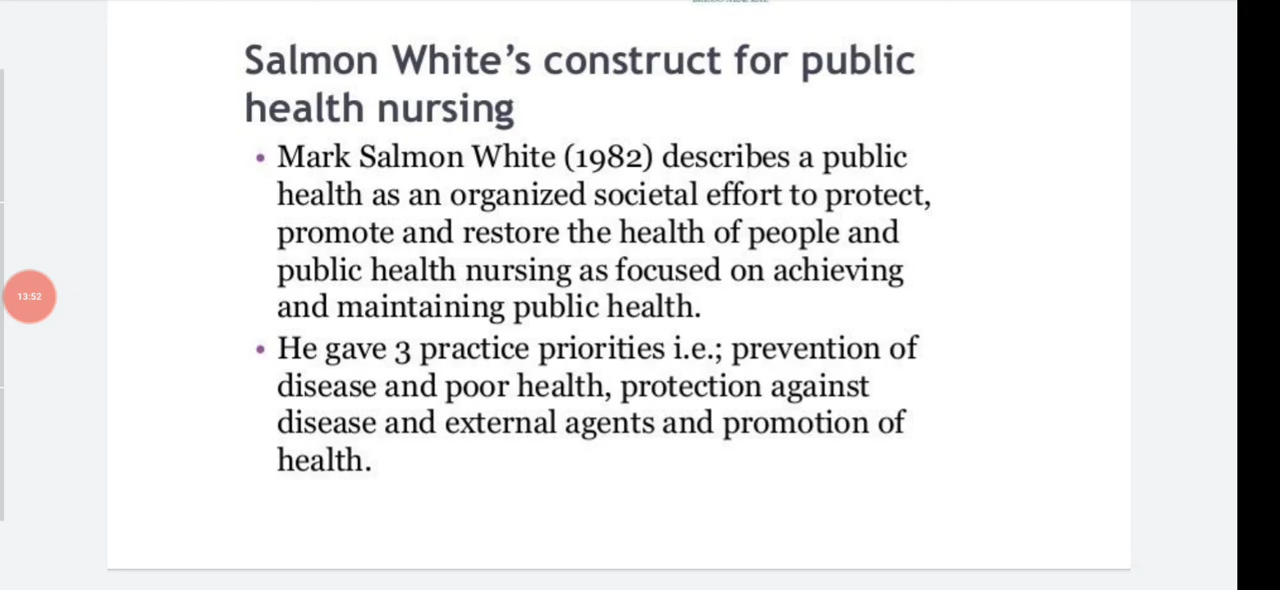 Salmon White’s construct for public
health nursing
• Mark Salmon White (1982) describes a public
health as an organized societal effort to protect,
promote and restore the health of people and
public health nursing as focused on achieving
and maintaining public health.
• He gave 3 practice priorities i.e.; prevention of
disease and poor health, protection against
disease and external agents and promotion of
health.
13:52